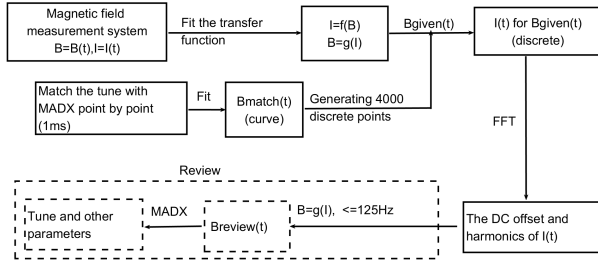 Magnetic field
measurement system
B=B(t),I=I(t)
Fit the transfer
function
I=f(B)
B=g(I)
Bgiven(t)
I(t) for Bgiven(t)
(discrete)
Match the tune with
MADX point by point
(1ms)
Fit
Bmatch(t)
(curve)
Generating 4000
discrete points
FFT
Review
Tune and other
parameters
MADX
Breview(t)
B=g(I), <=125Hz
The DC offset and
harmonics of I(t)